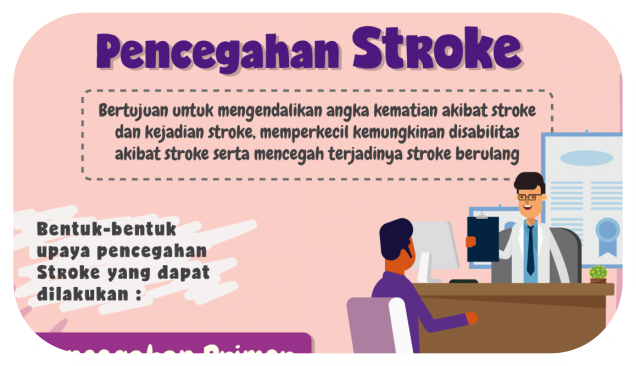 Pencegahan Stroke
Bertujuan untuk mengendalikan angka kematian akibat stroke
dan kejadian stroke, memperkecil kemungkinan disabilitas
akibat stroke serta mencegah terjadinya stroke berulang
Bentuk-bentuk
upaya pencegahan
Stroke yang dapat
dilakukan :